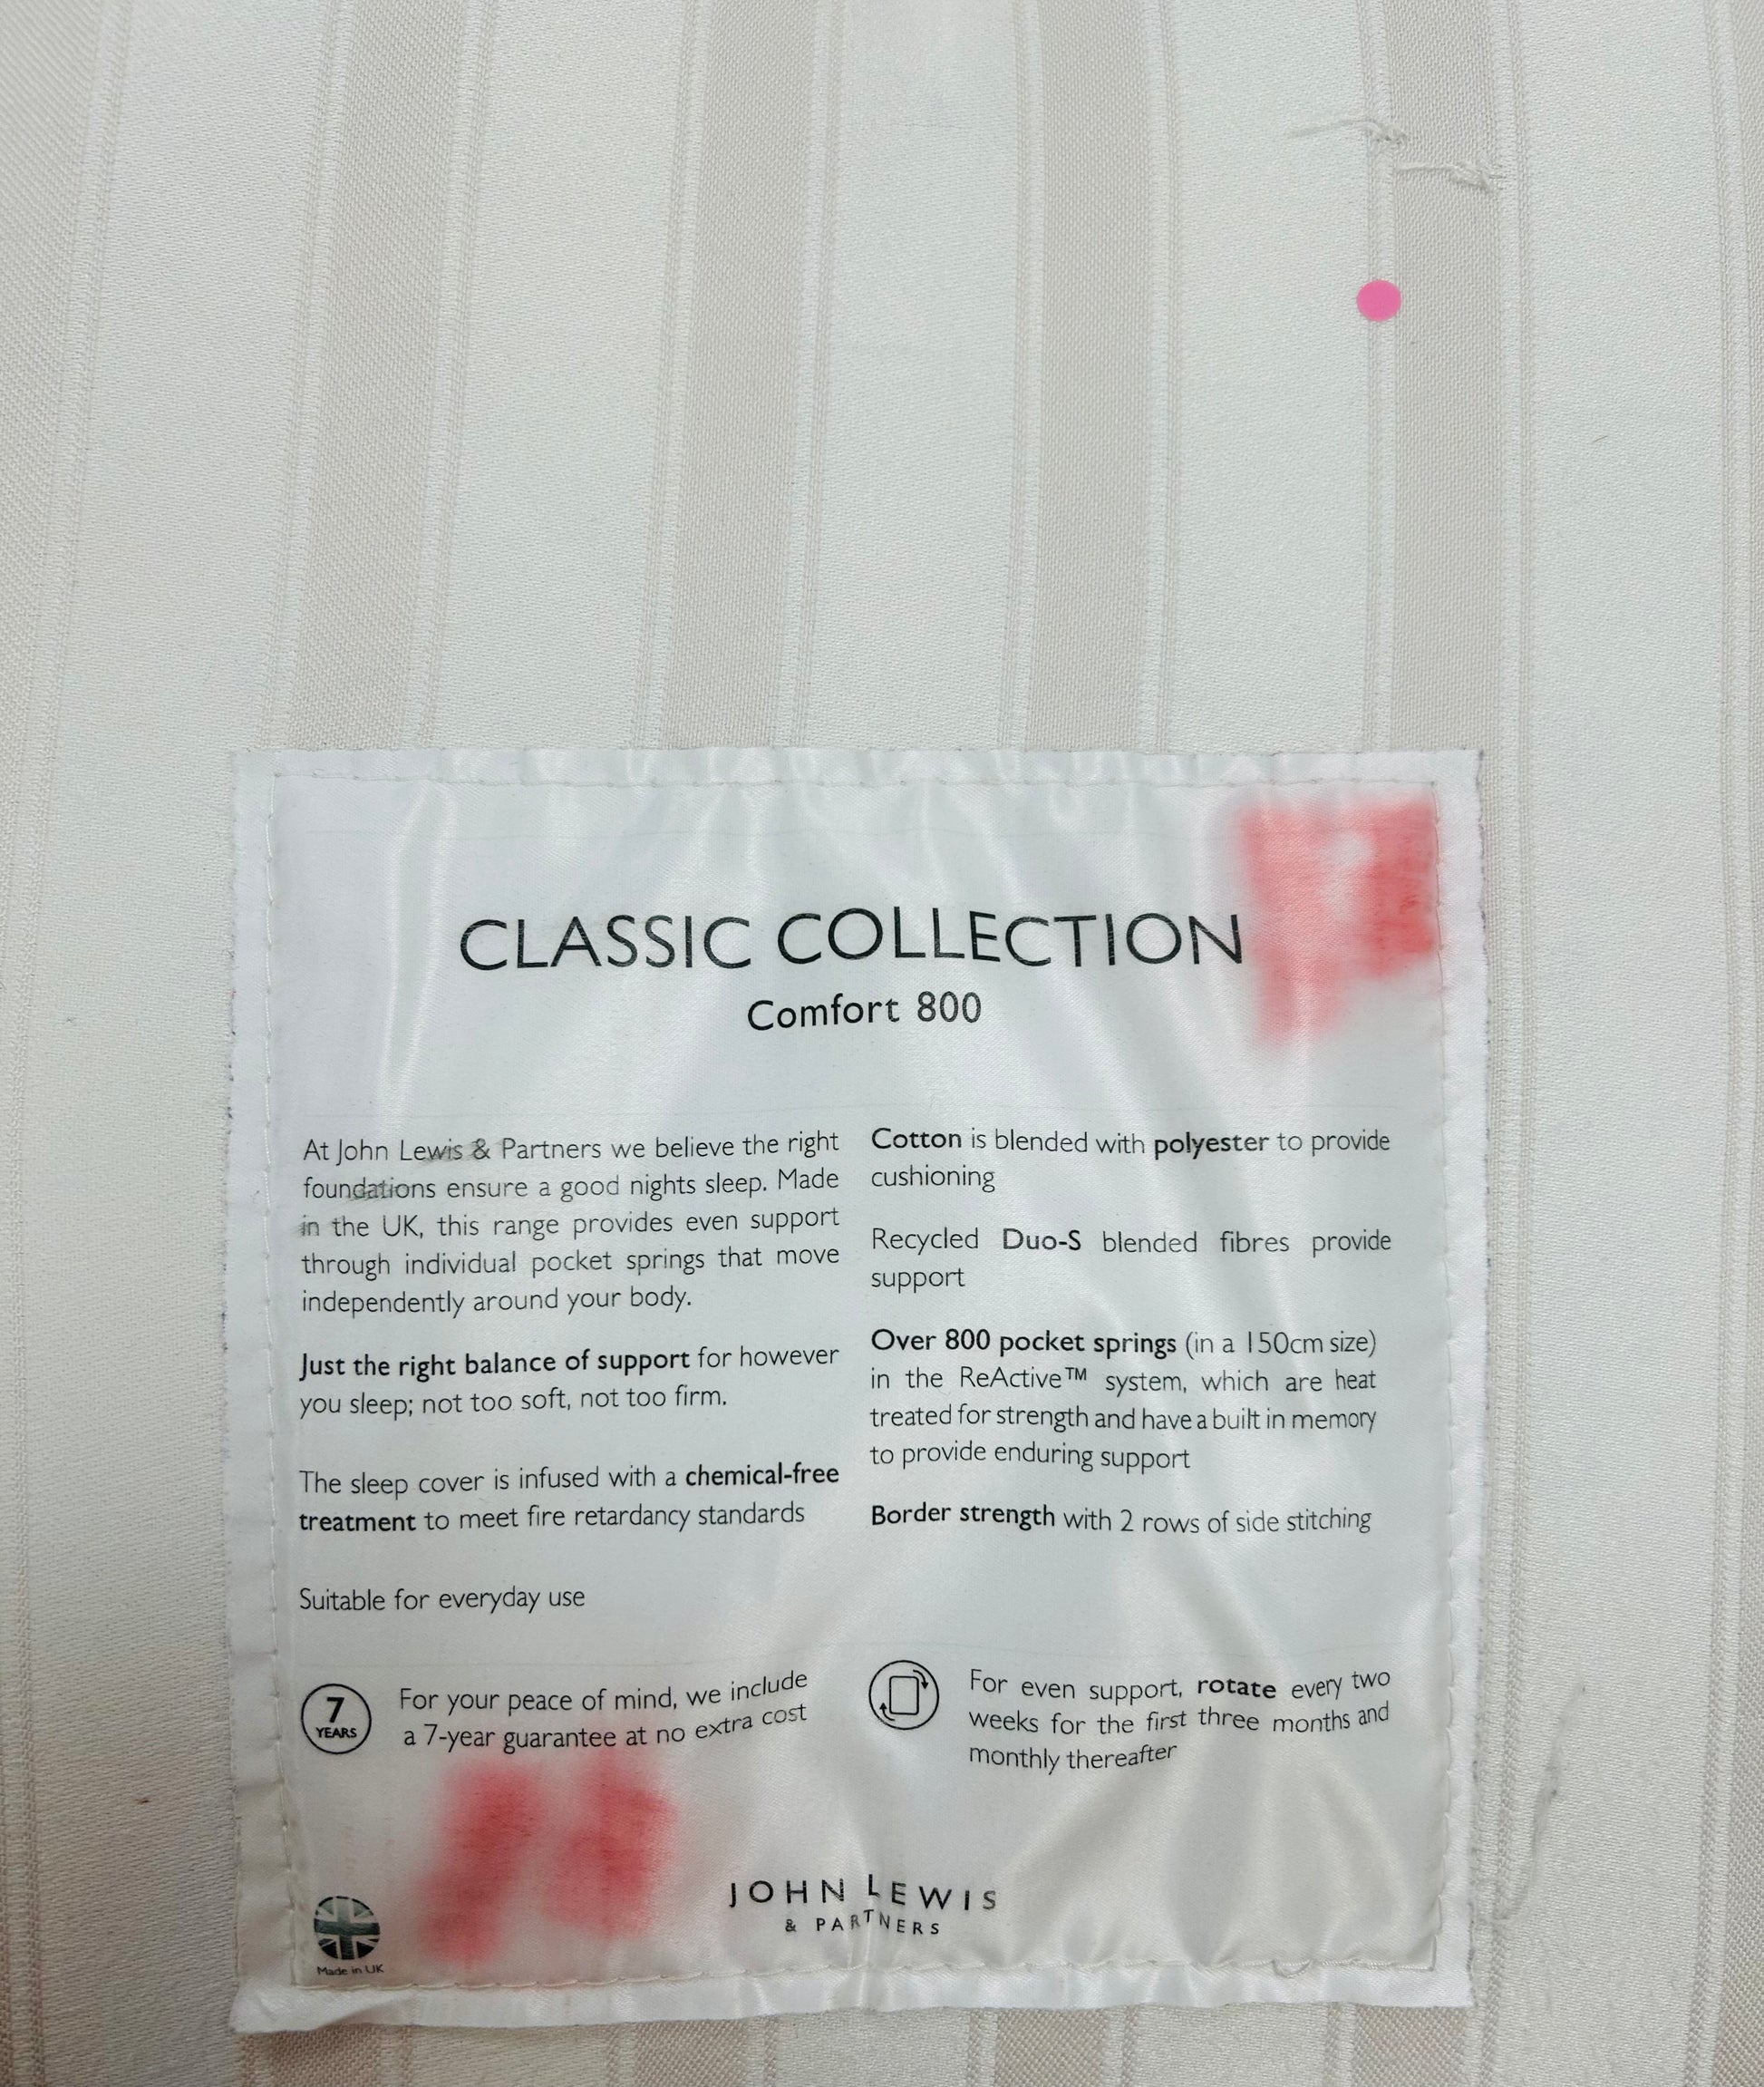 CLASSIC COLLECTION
Comfort 800
At John Lewis & Partners we believe the right
foundations ensure a good nights sleep. Made
in the UK, this range provides even support
through individual pocket springs that move
independently around your body.
Just the right balance of support for however
you sleep; not too soft, not too firm.
The sleep cover is infused with a chemical-free
treatment to meet fire retardancy standards
Suitable for everyday use
Cotton is blended with polyester to provide
cushioning
Recycled Duo-S blended fibres provide
support
Over 800 pocket springs (in a 150cm size)
in the ReActive™ system, which are heat
treated for strength and have a built in memory
to provide enduring support
Border strength with 2 rows of side stitching
7
YEARS
For your peace of mind, we include
a 7-year guarantee at no extra cost
For even support, rotate every two
weeks for the first three months and
monthly thereafter
JOHN LEWIS
& PARTNERS
Made in UK